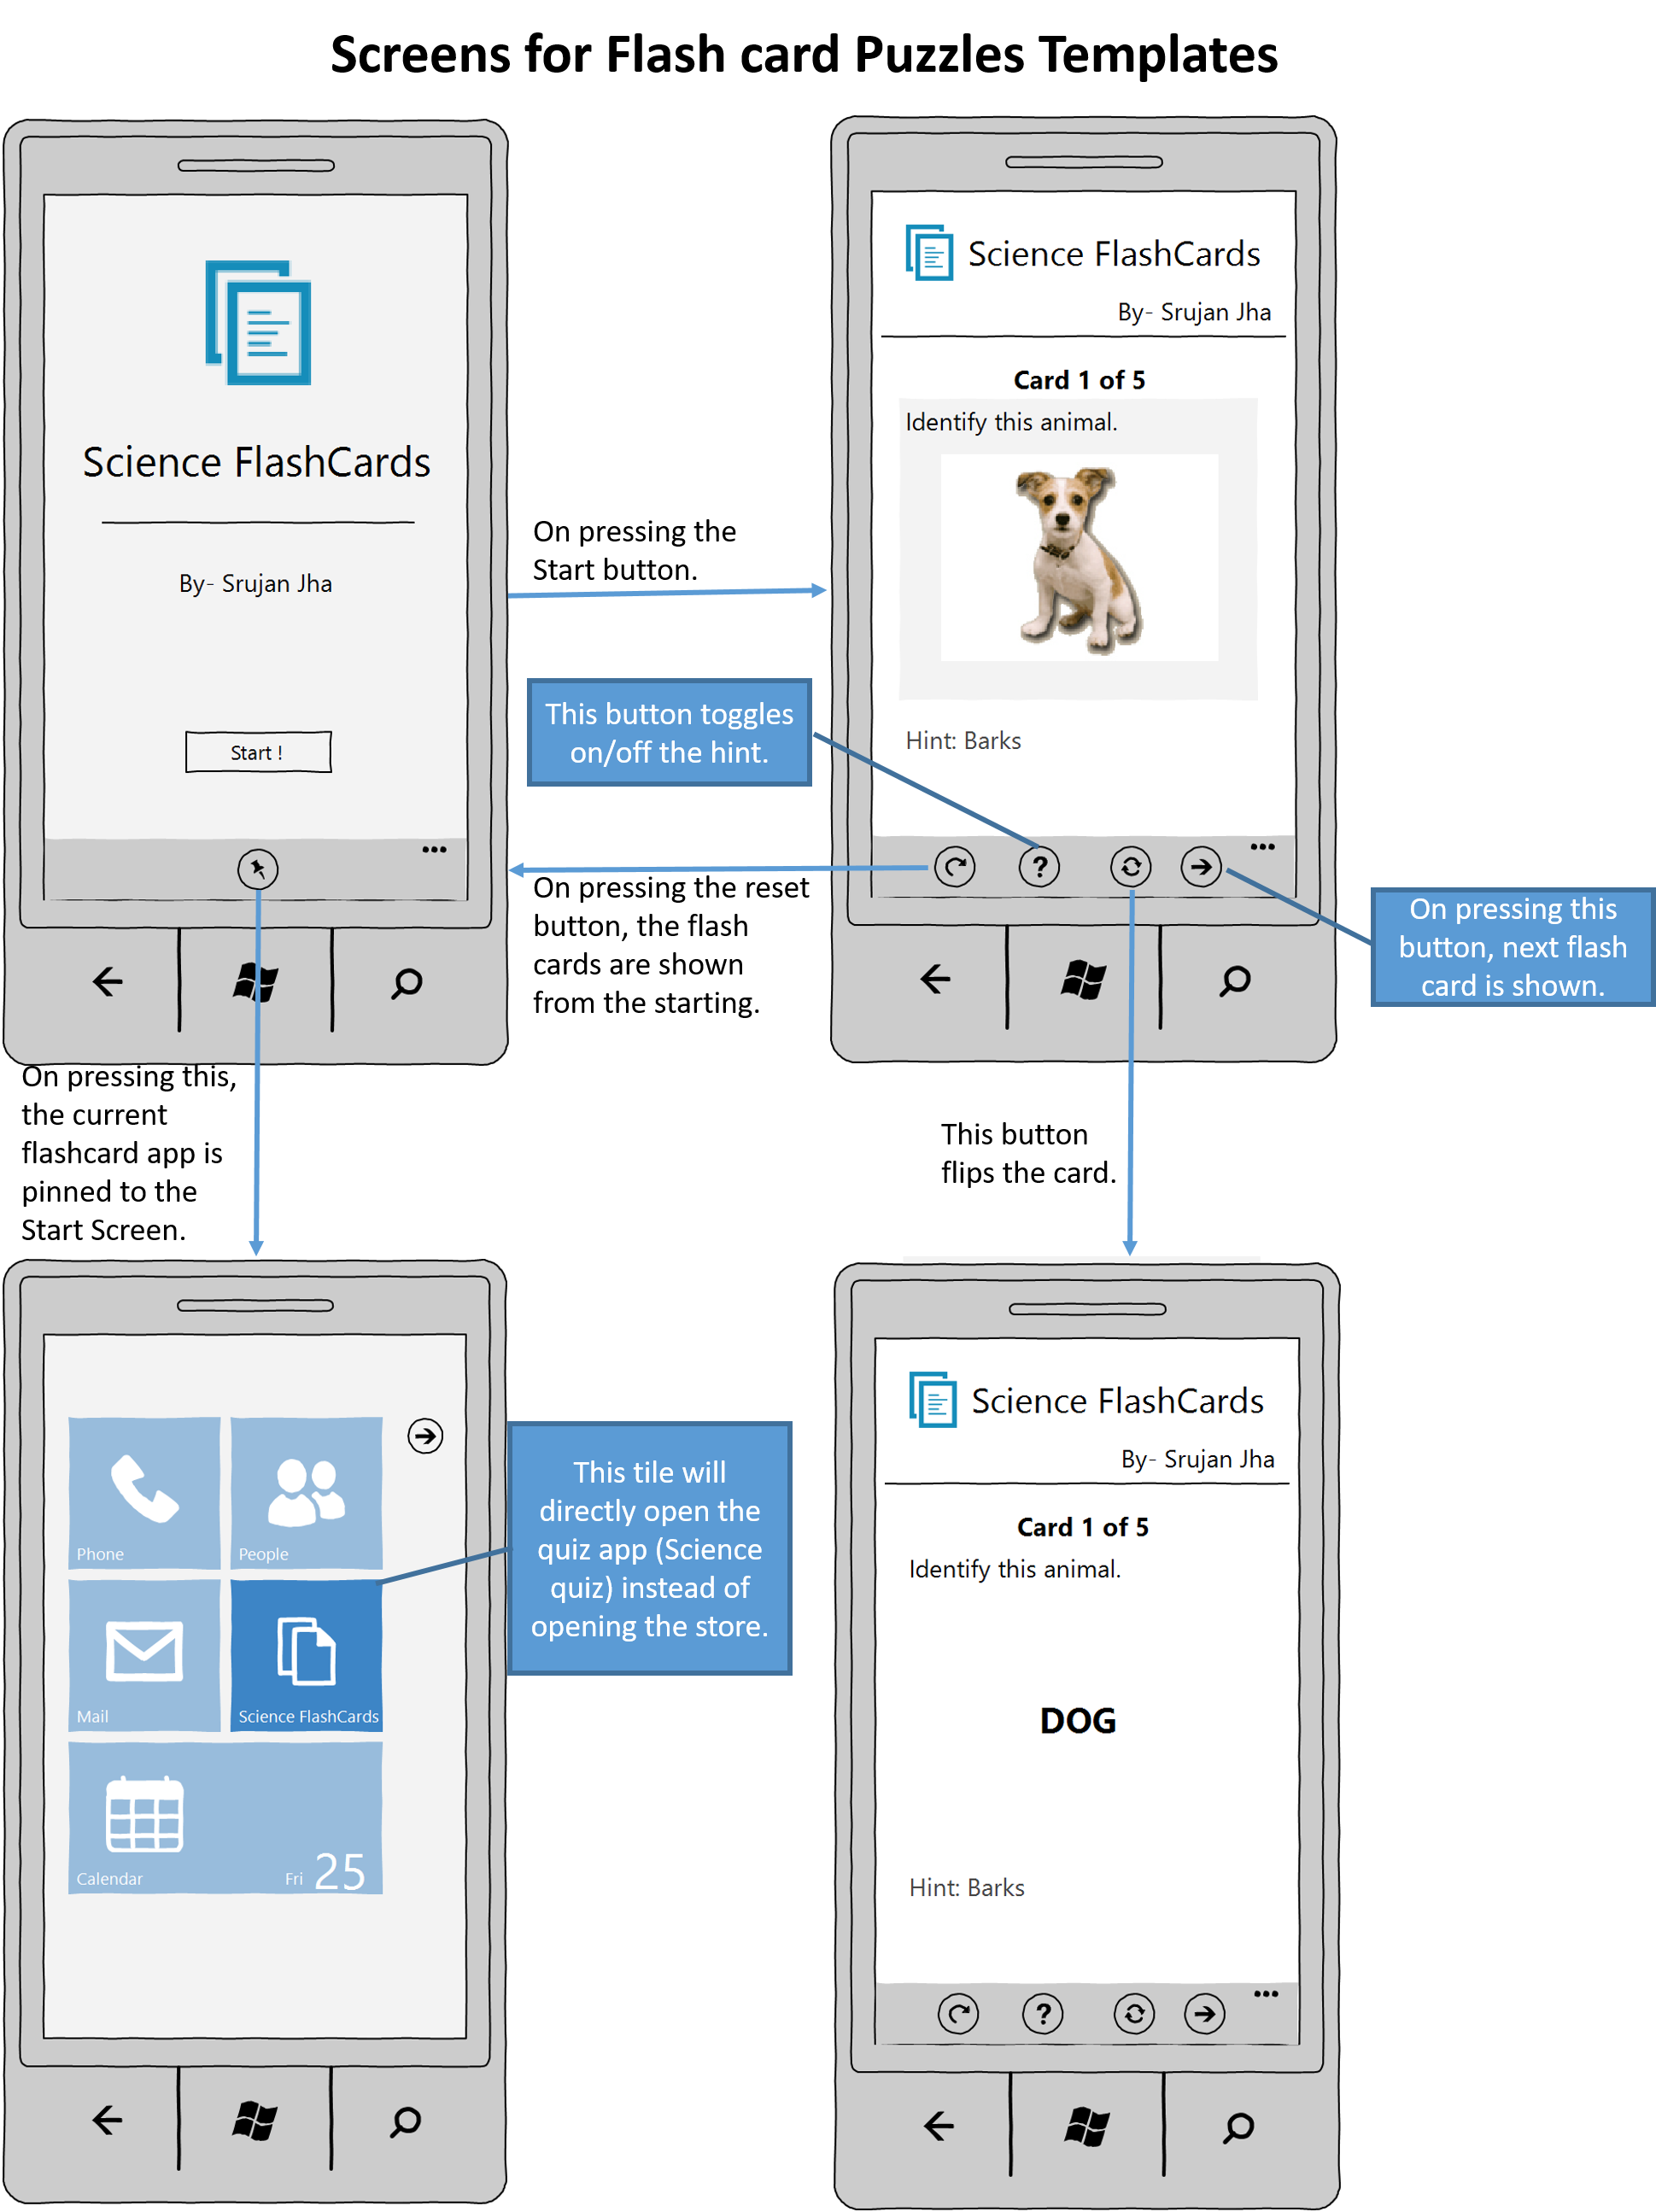 Screens for Flash card Puzzles Templates
Science FlashCards
By- Srujan Jha
Start !
On pressing the
Start button.
Science FlashCards
By- Srujan Jha
Card 1 of 5
Identify this animal.
Hint: Barks
?
This button toggles
on/off the hint.
On pressing the reset
button, the flash
cards are shown
from the starting.
On pressing this
button, next flash
card is shown.
On pressing this,
the current
flashcard app is
pinned to the
Start Screen.
This button
flips the card.
Phone
People
Mail
Science FlashCards
Calendar
Fri 25
This tile will
directly open the
quiz app (Science
quiz) instead of
opening the store.
Science FlashCards
By- Srujan Jha
Card 1 of 5
Identify this animal.
DOG
Hint: Barks
?